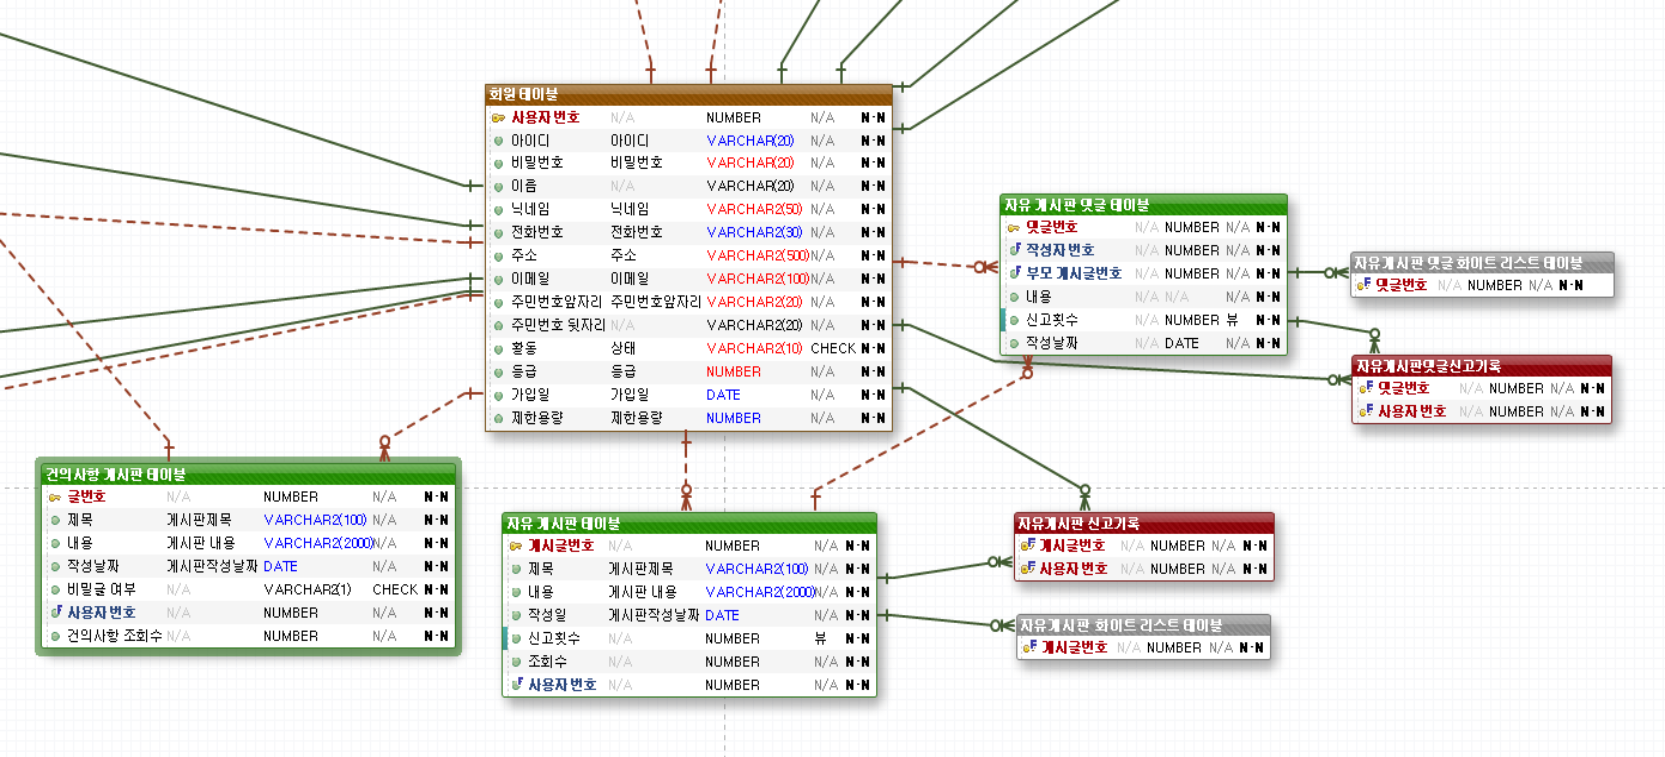 회원 테이블
사용자 번호 N/A NUMBER N/A N-N
아이디 아이디 VARCHAR(20) N/A N-N
비밀번호 비밀번호 VARCHAR(20) N/A N-N
이름 N/A VARCHAR(20) N/A N-N
닉네임 닉네임 VARCHAR2(50) N/A N-N
전화번호 전화번호 VARCHAR2(30) N/A N-N
주소 주소 VARCHAR2(500) N/A N-N
이메일 이메일 VARCHAR2(100) N/A N-N
주민번호앞자리 주민번호앞자리 VARCHAR2(20) N/A N-N
주민번호 뒷자리 N/A VARCHAR2(20) N/A N-N
활동 상태 VARCHAR2(10) CHECK N-N
등급 등급 NUMBER N/A N-N
가입일 가입일 DATE N/A N-N
제한용량 제한용량 NUMBER N/A N-N
자유 게시판 댓글 테이블
댓글번호 N/A NUMBER N/A N-N
작성자 번호 N/A NUMBER N/A N-N
부모 게시글번호 N/A NUMBER N/A N-N
내용 N/A N/A N/A N-N
신고횟수 N/A NUMBER 뷰 N-N
작성날짜 N/A DATE N/A N-N
자유게시판 댓글 화이트 리스트 테이블
댓글번호 N/A NUMBER N/A N-N
자유게시판댓글신고기록
댓글번호 N/A NUMBER N/A N-N
사용자번호 N/A NUMBER N/A N-N
건의사항 게시판 테이블
글번호 N/A NUMBER N/A N-N
제목 게시판제목 VARCHAR2(100) N/A N-N
내용 게시판 내용 VARCHAR2(2000) N/A N-N
작성날짜 게시판작성날짜 DATE N/A N-N
비밀글 여부 N/A VARCHAR2(1) CHECK N-N
사용자 번호 N/A NUMBER N/A N-N
건의사항 조회수 N/A NUMBER N/A N-N
자유 게시판 테이블
게시글번호 N/A NUMBER N/A N-N
제목 게시판제목 VARCHAR2(100) N/A N-N
내용 게시판 내용 VARCHAR2(2000) N/A N-N
작성일 게시판작성날짜 DATE N/A N-N
신고횟수 N/A NUMBER 뷰 N-N
조회수 N/A NUMBER N/A N-N
사용자 번호 N/A NUMBER N/A N-N
자유게시판 신고기록
게시글번호 N/A NUMBER N/A N-N
사용자 번호 N/A NUMBER N/A N-N
자유게시판 화이트 리스트 테이블
게시글번호 N/A NUMBER N/A N-N